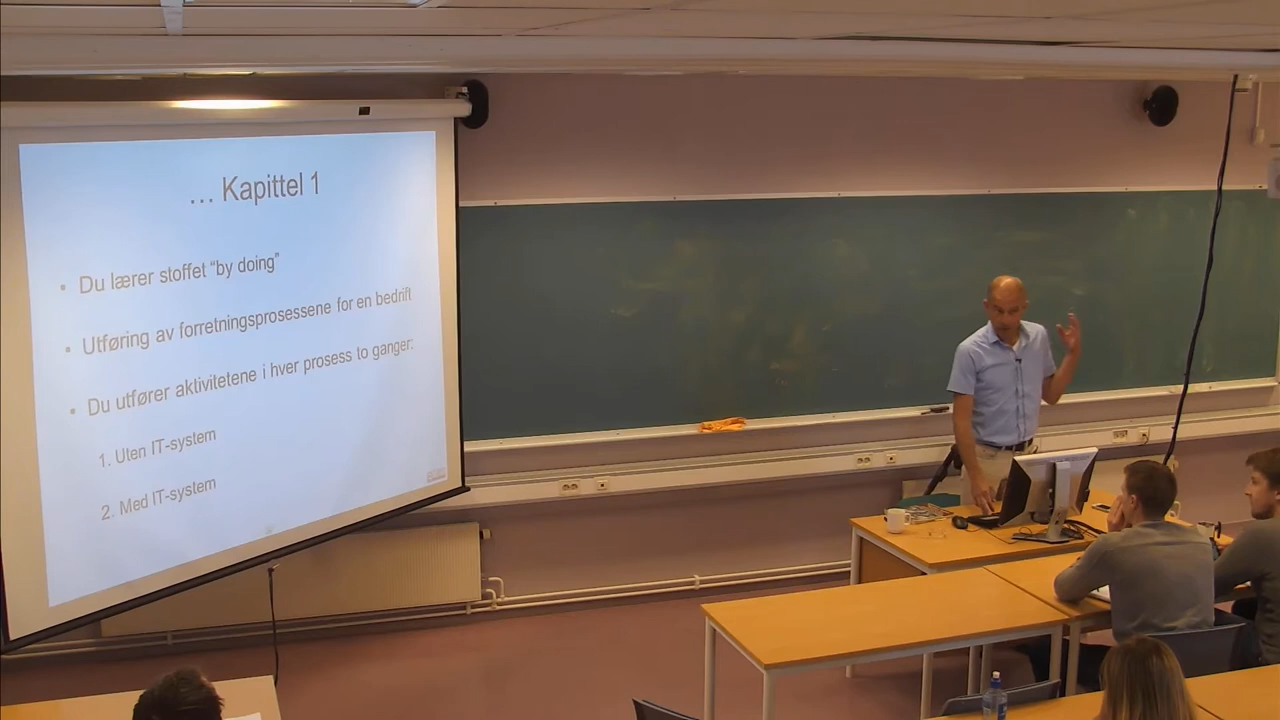 … Kapittel 1
• Du lærer stoffet “by doing”
• Utføring av forretningsprosessene for en bedrift
• Du utfører aktivitetene i hver prosess to ganger:
1. Uten IT-system
2. Med IT-system